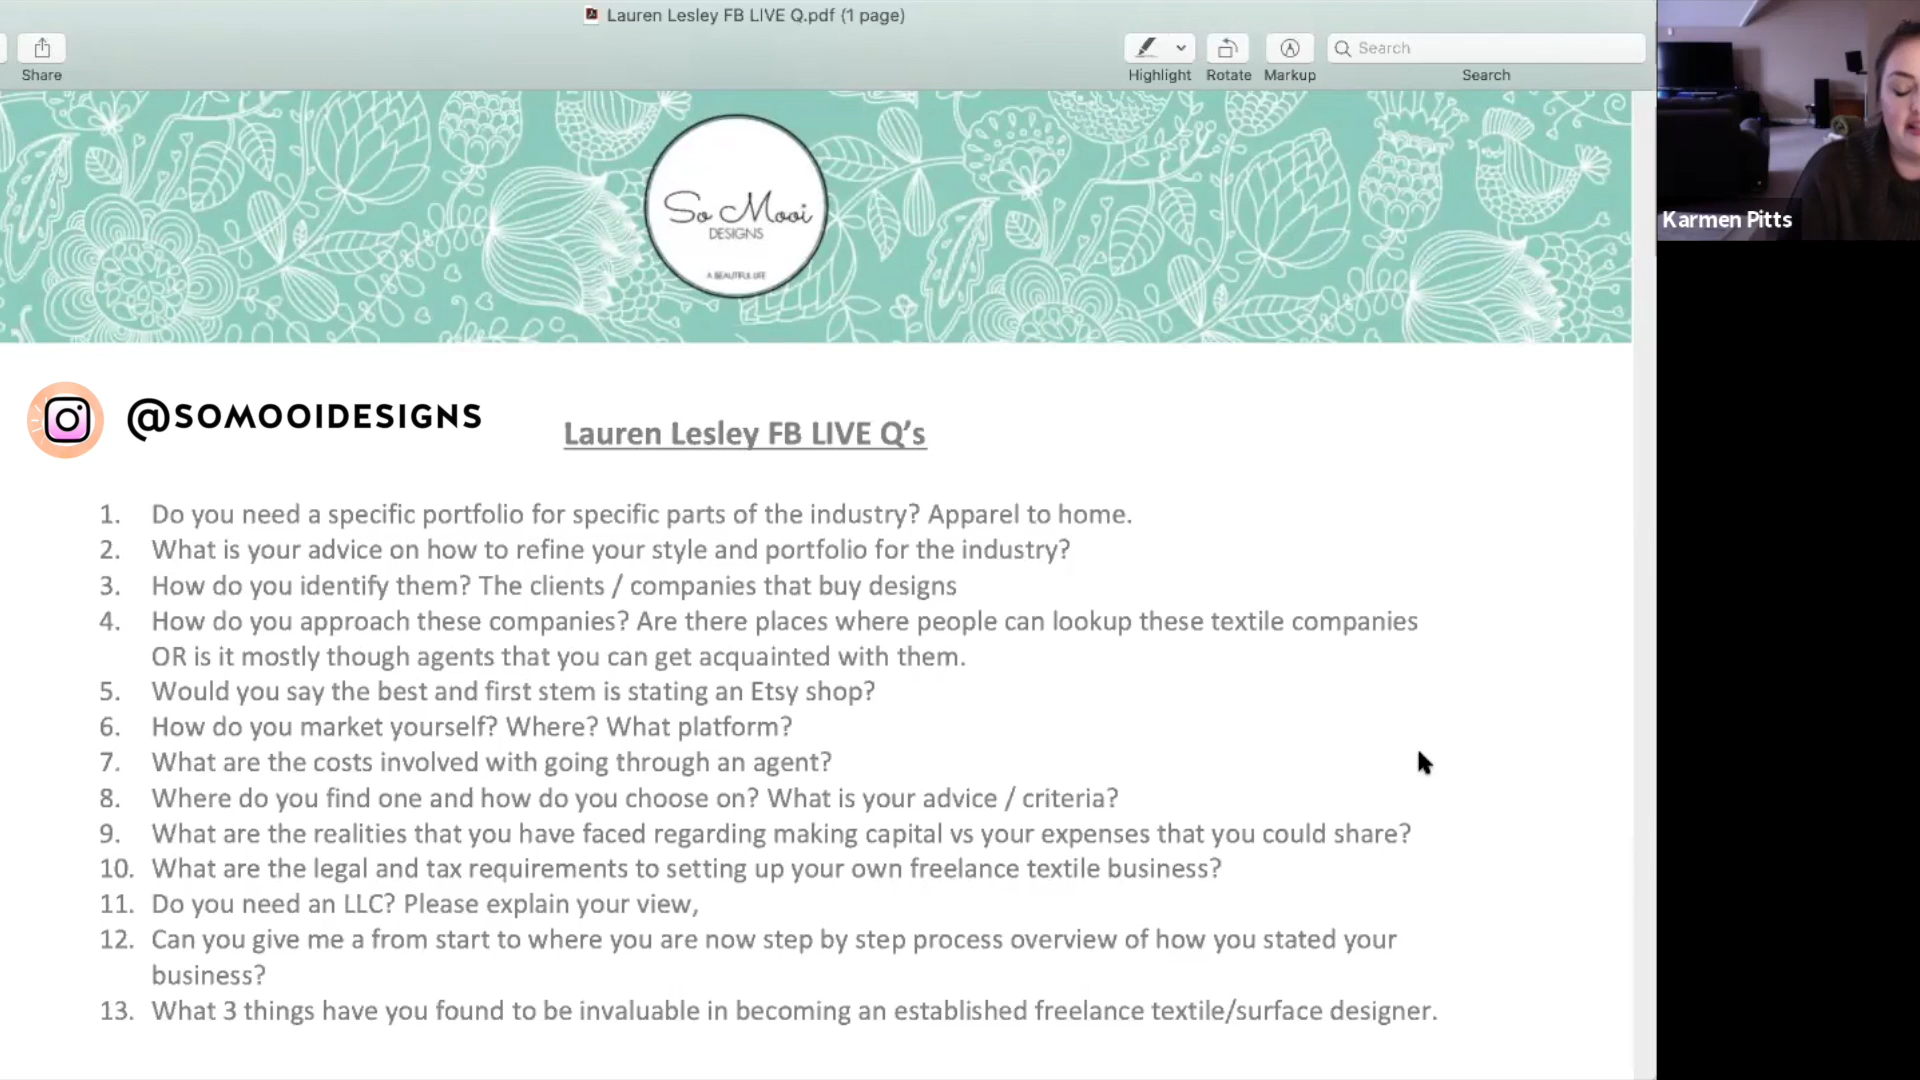 Lauren Lesley FB LIVE Q.pdf (1 page)
Share
Highlight
Rotate
Markup
Search
Search
So Mooi
DESIGNS
A BEAUTIFUL LIFE
Karmen Pitts
@SOMOOIDESIGNS
Lauren Lesley FB LIVE Q's
1. Do you need a specific portfolio for specific parts of the industry? Apparel to home.
2. What is your advice on how to refine your style and portfolio for the industry?
3. How do you identify them? The clients / companies that buy designs
4. How do you approach these companies? Are there places where people can lookup these textile companies
OR is it mostly though agents that you can get acquainted with them.
5. Would you say the best and first stem is stating an Etsy shop?
6. How do you market yourself? Where? What platform?
7. What are the costs involved with going through an agent?
8. Where do you find one and how do you choose on? What is your advice / criteria?
9. What are the realities that you have faced regarding making capital vs your expenses that you could share?
10. What are the legal and tax requirements to setting up your own freelance textile business?
11. Do you need an LLC? Please explain your view,
12. Can you give me a from start to where you are now step by step process overview of how you stated your
business?
13. What 3 things have you found to be invaluable in becoming an established freelance textile/surface designer.